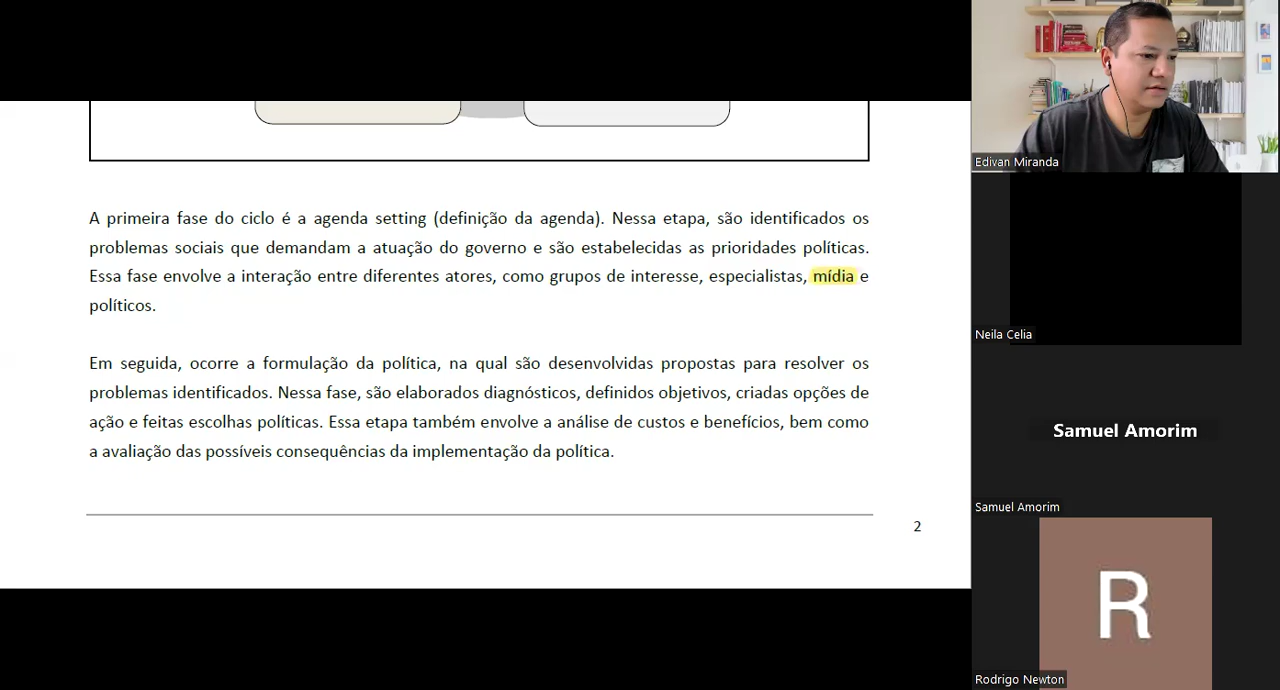 A primeira fase do ciclo é a agenda setting (definição da agenda). Nessa etapa, são identificados os
problemas sociais que demandam a atuação do governo e são estabelecidas as prioridades políticas.
Essa fase envolve a interação entre diferentes atores, como grupos de interesse, especialistas, mídia e
políticos.
Em seguida, ocorre a formulação da política, na qual são desenvolvidas propostas para resolver os
problemas identificados. Nessa fase, são elaborados diagnósticos, definidos objetivos, criadas opções de
ação e feitas escolhas políticas. Essa etapa também envolve a análise de custos e benefícios, bem como
a avaliação das possíveis consequências da implementação da política.
2
Edivan Miranda
Neila Celia
Samuel Amorim
Samuel Amorim
R
Rodrigo Newton